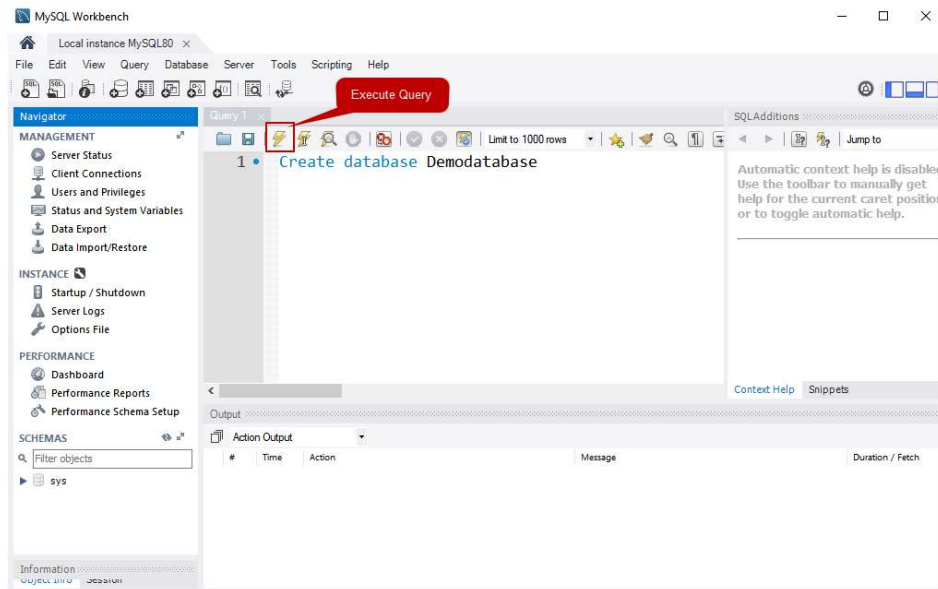 MySQL Workbench
Local instance MySQL80
File Edit View Query Database Server Tools Scripting Help
Execute Query
Navigator
MANAGEMENT
Server Status
Client Connections
Users and Privileges
Status and System Variables
Data Export
Data Import/Restore
INSTANCE
Startup / Shutdown
Server Logs
Options File
PERFORMANCE
Dashboard
Performance Reports
Performance Schema Setup
SCHEMAS
Filter objects
sys
Information
Object Info Session
Query 1
Limit to 1000 rows
1 Create database Demodatabase
SQLAdditions
Jump to
Automatic context help is disabled
Use the toolbar to manually get
help for the current caret position
or to toggle automatic help.
Context Help Snippets
Output
Action Output
# Time Action Message Duration / Fetch